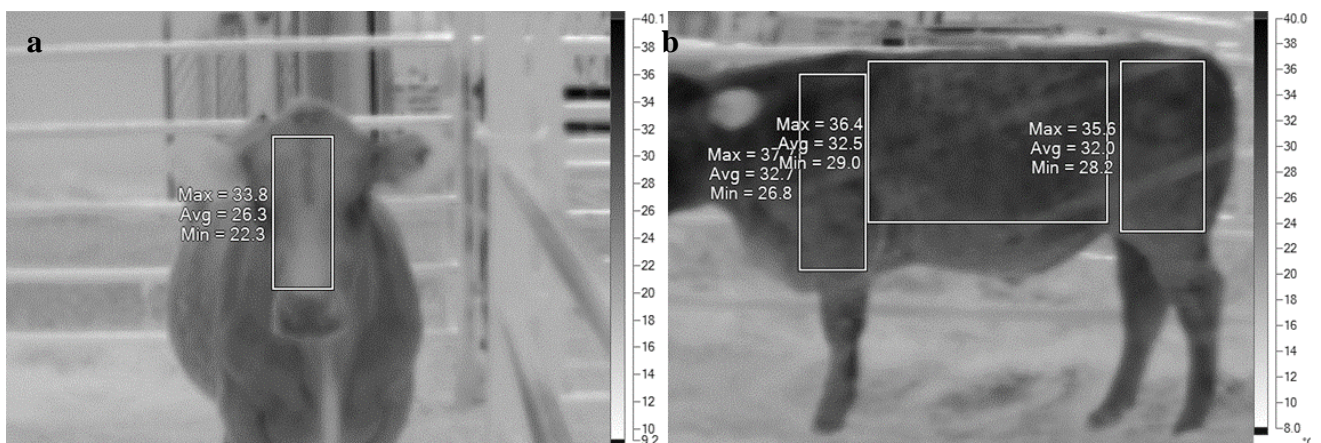 a
Max = 33.8
Avg = 26.3
Min = 22.3
40.1
38
36
34
32
30
28
26
24
22
20
18
16
14
12
10
9.2
b
Max = 36.4
Avg = 32.5
Min = 29.0
Max = 37.7
Avg = 32.7
Min = 26.8
Max = 35.6
Avg = 32.0
Min = 28.2
40.0
38
36
34
32
30
28
26
24
22
20
18
16
14
12
10
8.0